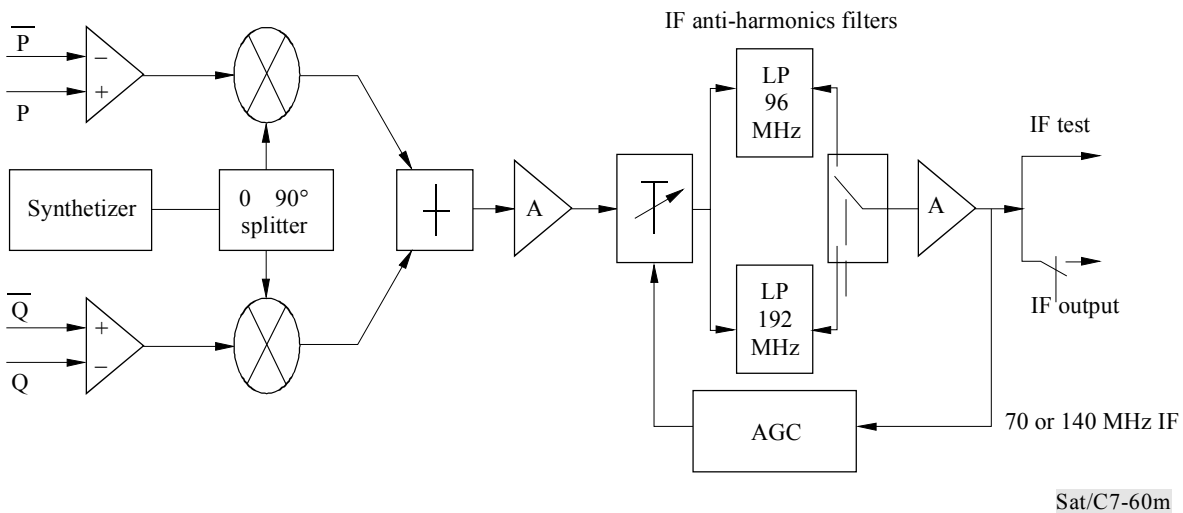 IF anti-harmonics filters
P̅
−
+
P
LP
96
MHz
IF test
Synthetizer
0 90°
splitter
A
A
Q̅
+
−
Q
LP
192
MHz
IF output
AGC
70 or 140 MHz IF
Sat/C7-60m